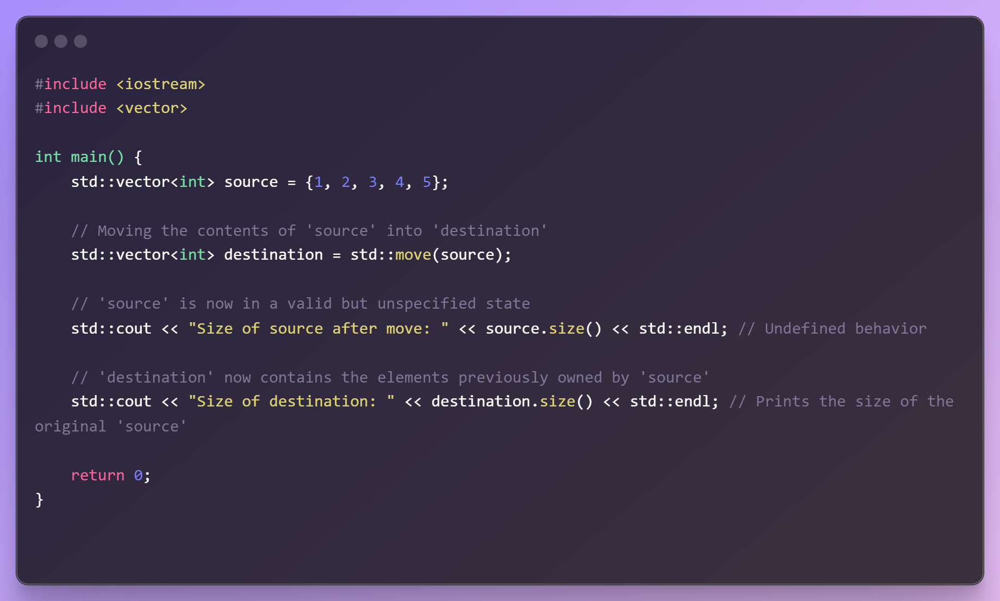 #include <iostream>
#include <vector>

int main() {
    std::vector<int> source = {1, 2, 3, 4, 5};

    // Moving the contents of 'source' into 'destination'
    std::vector<int> destination = std::move(source);

    // 'source' is now in a valid but unspecified state
    std::cout << "Size of source after move: " << source.size() << std::endl; // Undefined behavior

    // 'destination' now contains the elements previously owned by 'source'
    std::cout << "Size of destination: " << destination.size() << std::endl; // Prints the size of the
original 'source'

    return 0;
}